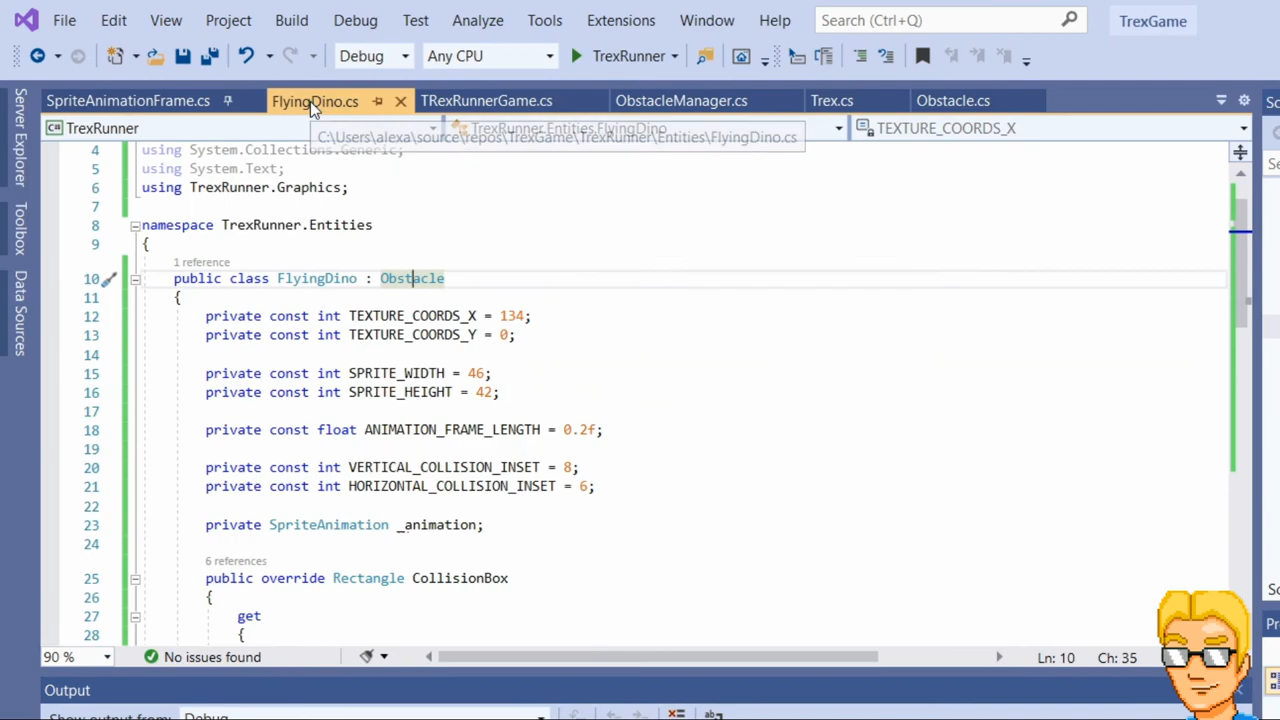 File Edit View Project Build Debug Test Analyze Tools Extensions Window Help Search (Ctrl+Q) TrexGame
Debug Any CPU TrexRunner
SpriteAnimationFrame.cs FlyingDino.cs TRexRunnerGame.cs ObstacleManager.cs Trex.cs Obstacle.cs
TrexRunner TrexRunner.Entities.FlyingDino TEXTURE_COORDS_X
C:\Users\alexa\source\repos\TrexGame\TrexRunner\Entities\FlyingDino.cs
Server Explorer
Toolbox
Data Sources
4 using System.Collections.Generic;
5 using System.Text;
6 using TrexRunner.Graphics;
7
8 namespace TrexRunner.Entities
9 {
1 reference
10 public class FlyingDino : Obstacle
11 {
12 private const int TEXTURE_COORDS_X = 134;
13 private const int TEXTURE_COORDS_Y = 0;
14
15 private const int SPRITE_WIDTH = 46;
16 private const int SPRITE_HEIGHT = 42;
17
18 private const float ANIMATION_FRAME_LENGTH = 0.2f;
19
20 private const int VERTICAL_COLLISION_INSET = 8;
21 private const int HORIZONTAL_COLLISION_INSET = 6;
22
23 private SpriteAnimation _animation;
24
6 references
25 public override Rectangle CollisionBox
26 {
27 get
28 {
90 % No issues found Ln: 10 Ch: 35
Output
Show output from: Debug